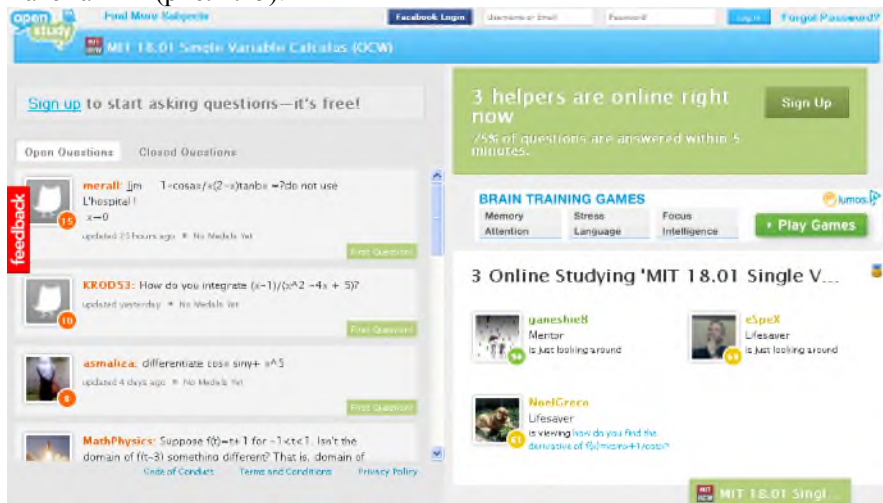 open study
Find More Subjects
Facebook Login
Username or Email
Password
Log In
Forgot Password?
MIT 18.01 Single Variable Calculus (OCW)
Sign up to start asking questions—it's free!
Open Questions Closed Questions
merall: lim 1-cosax/x(2-x)tanbx =?do not use
L'hospital !
x→0
15
updated 25 hours ago No Medals Yet
First Question!
KROD53: How do you integrate (x-1)/(x^2 -4x + 5)?
updated yesterday No Medals Yet
10
First Question!
asmaliza: differentiate cosx siny+ x^5
updated 4 days ago No Medals Yet
8
First Question!
MathPhysics: Suppose f(t)=t+1 for -1<t<1. Isn't the
domain of f(t-3) something different? That is, domain of
Code of Conduct Terms and Conditions Privacy Policy
feedback
3 helpers are online right
now
75% of questions are answered within 5
minutes.
Sign Up
BRAIN TRAINING GAMES
lumos
Memory Stress Focus
Attention Language Intelligence
Play Games
3 Online Studying 'MIT 18.01 Single V...
ganeshie8
Mentor
is just looking around
eSpeX
Lifesaver
is just looking around
NoelGreco
Lifesaver
is viewing how do you find the
derivative of
MIT OCW
MIT 18.01 Singl...